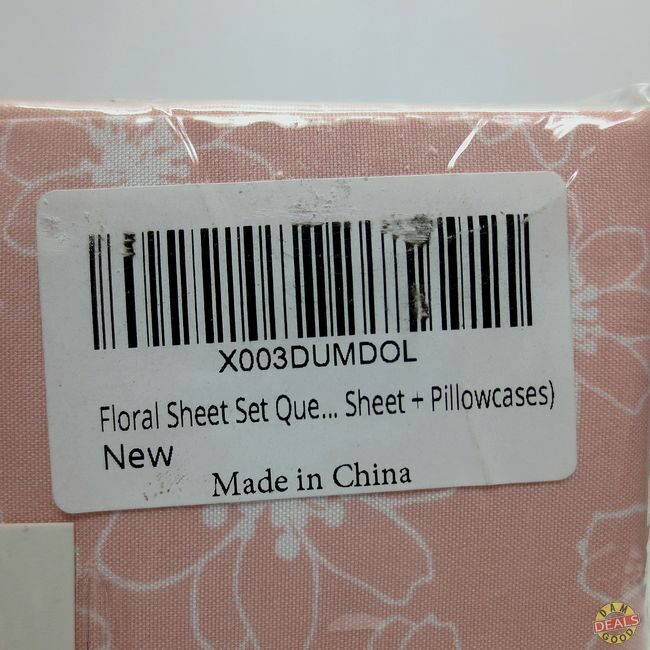 X003DUMDOL
Floral Sheet Set Que... Sheet + Pillowcases)
New
Made in China
DAM
DEALS
GOOD